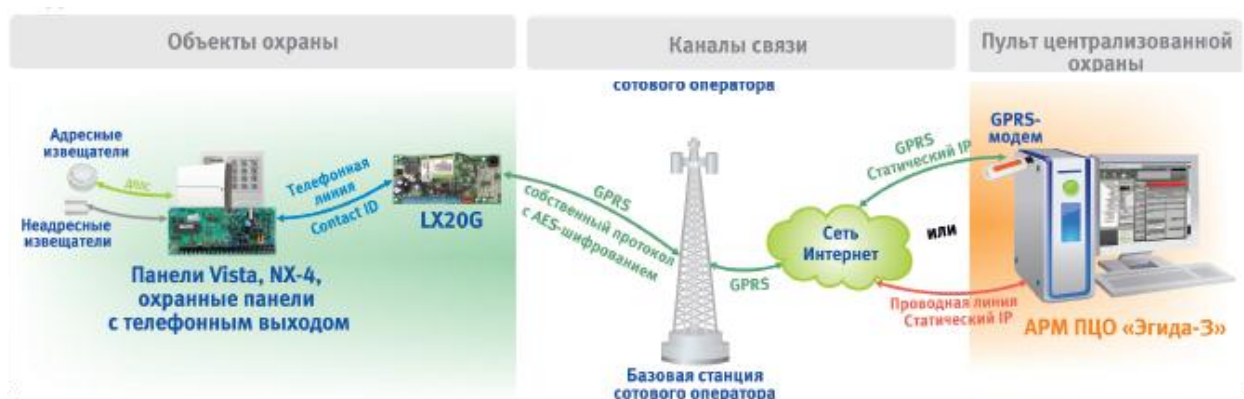 Объекты охраны
Каналы связи
Пульт централизованной
охраны
сотового оператора
Адресные
извещатели
ДПЛС
Неадресные
извещатели
Панели Vista, NX-4,
охранные панели
с телефонным выходом
Телефонная
линия
Contact ID
LX20G
GPRS
собственный протокол
с AES-шифрованием
Базовая станция
сотового оператора
GPRS
Сеть
Интернет
GPRS
Статический IP
или
Проводная линия
Статический IP
GPRS-
модем
АРМ ПЦО «Эгида-3»